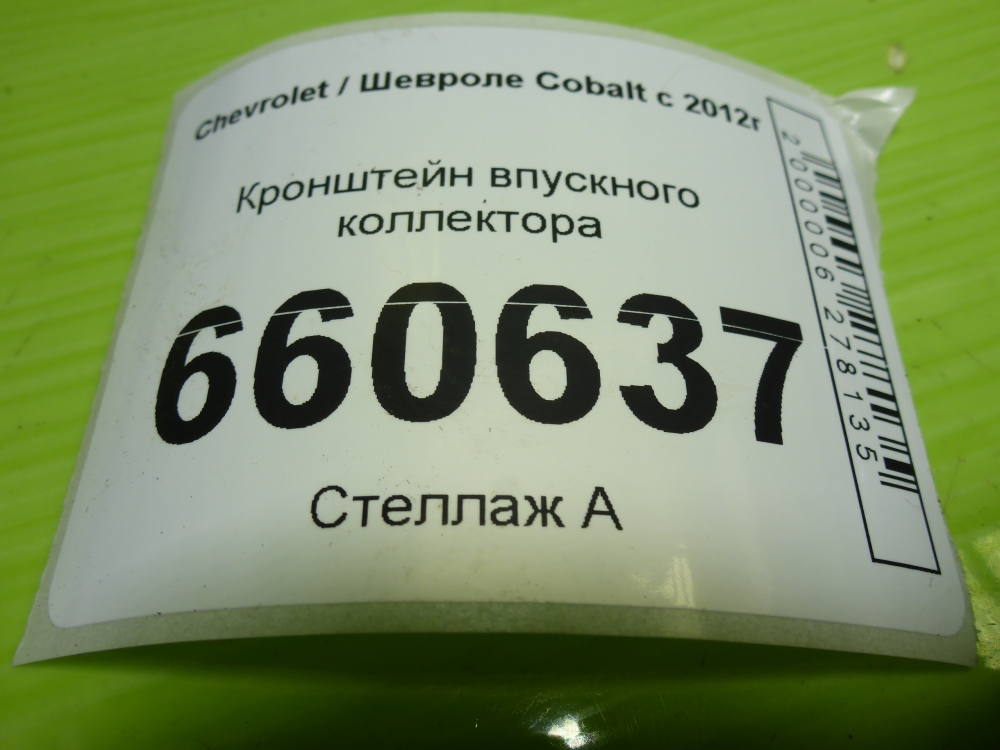 Chevrolet / Шевроле Cobalt с 2012г
Кронштейн впускного
коллектора
660637
Стеллаж А
2000006278135